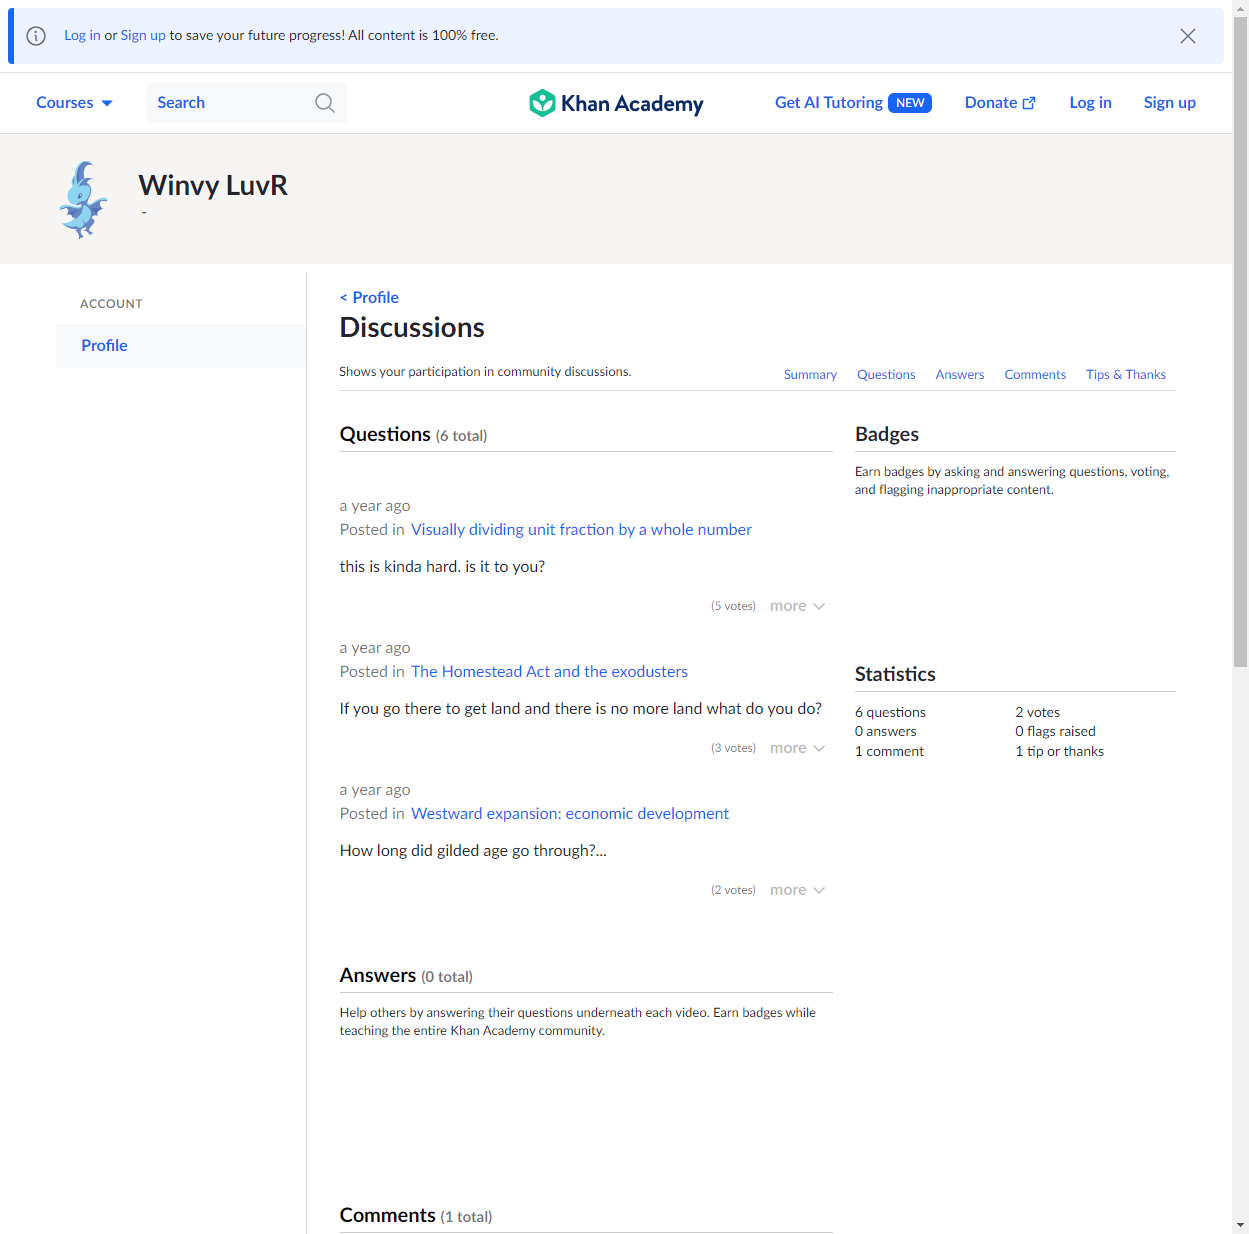 Log in or Sign up to save your future progress! All content is 100% free.
Courses
Search
Khan Academy
Get AI Tutoring NEW
Donate
Log in
Sign up
Winvy LuvR
-
ACCOUNT
Profile
< Profile
Discussions
Shows your participation in community discussions.
Summary
Questions
Answers
Comments
Tips & Thanks
Questions (6 total)
a year ago
Posted in Visually dividing unit fraction by a whole number
this is kinda hard. is it to you?
(5 votes) more
a year ago
Posted in The Homestead Act and the exodusters
If you go there to get land and there is no more land what do you do?
(3 votes) more
a year ago
Posted in Westward expansion: economic development
How long did gilded age go through?...
(2 votes) more
Answers (0 total)
Help others by answering their questions underneath each video. Earn badges while
teaching the entire Khan Academy community.
Comments (1 total)
Badges
Earn badges by asking and answering questions, voting,
and flagging inappropriate content.
Statistics
6 questions
2 votes
0 answers
0 flags raised
1 comment
1 tip or thanks